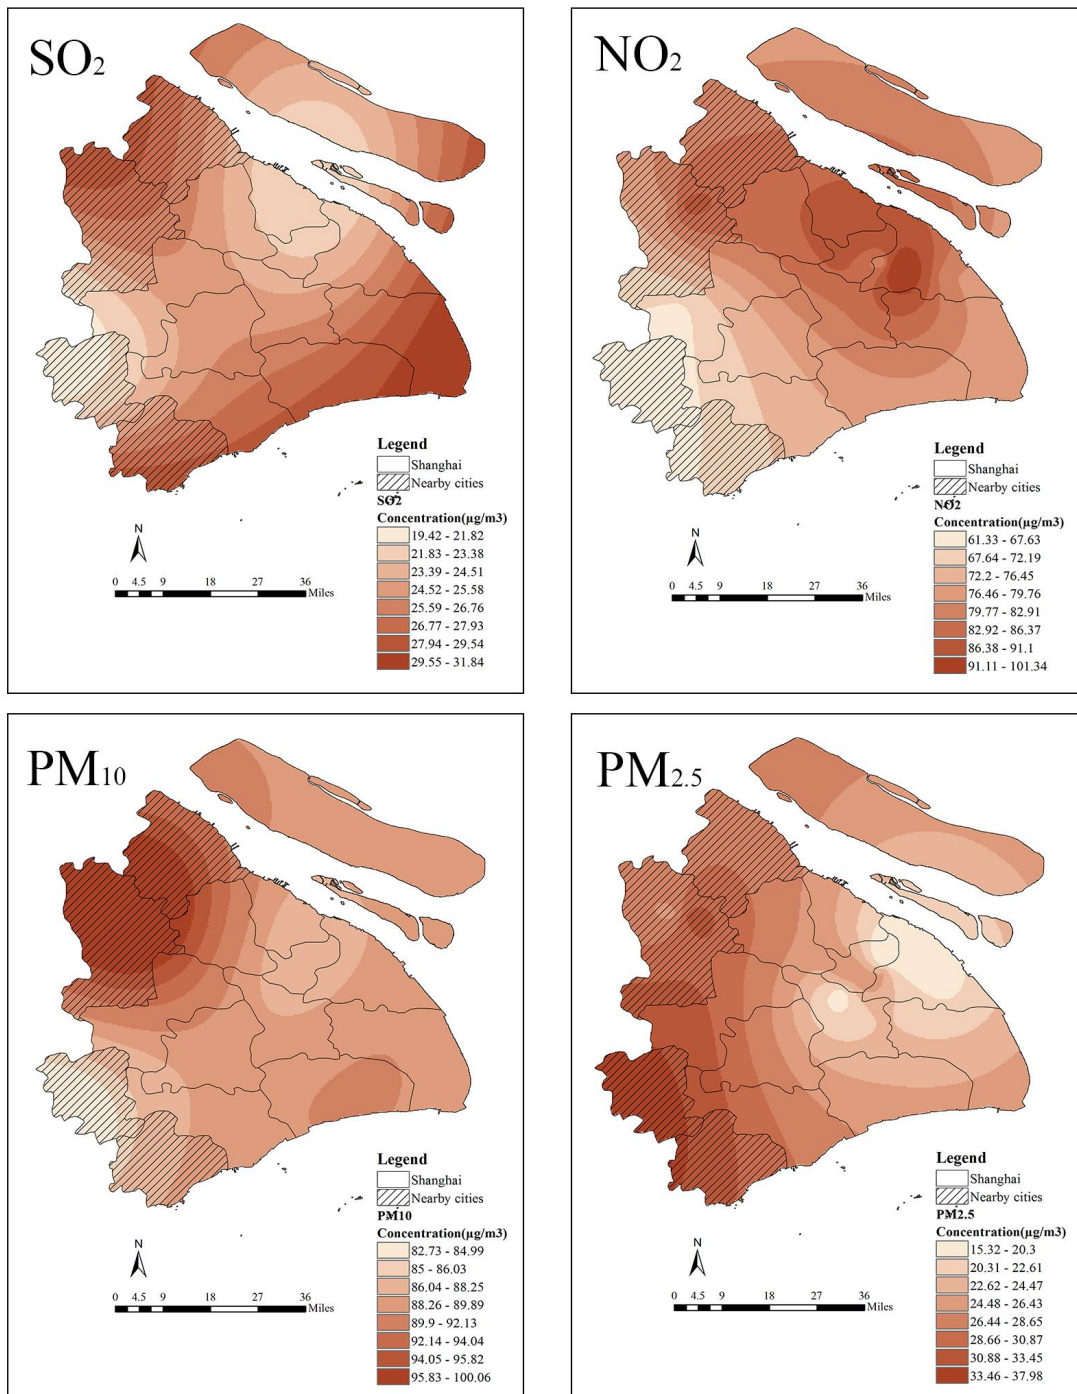 SO2
Legend
Shanghai
Nearby cities
SO2
Concentration(µg/m3)
19.42 - 21.82
21.83 - 23.38
23.39 - 24.51
24.52 - 25.58
25.59 - 26.76
26.77 - 27.93
27.94 - 29.54
29.55 - 31.84
N
0 4.5 9 18 27 36
Miles
NO2
Legend
Shanghai
Nearby cities
NO2
Concentration(µg/m3)
61.33 - 67.63
67.64 - 72.19
72.2 - 76.45
76.46 - 79.76
79.77 - 82.91
82.92 - 86.37
86.38 - 91.1
91.11 - 101.34
N
0 4.5 9 18 27 36
Miles
PM10
Legend
Shanghai
Nearby cities
PM10
Concentration(µg/m3)
82.73 - 84.99
85 - 86.03
86.04 - 88.25
88.26 - 89.89
89.9 - 92.13
92.14 - 94.04
94.05 - 95.82
95.83 - 100.06
N
0 4.5 9 18 27 36
Miles
PM2.5
Legend
Shanghai
Nearby cities
PM2.5
Concentration(µg/m3)
15.32 - 20.3
20.31 - 22.61
22.62 - 24.47
24.48 - 26.43
26.44 - 28.65
28.66 - 30.87
30.88 - 33.45
33.46 - 37.98
N
0 4.5 9 18 27 36
Miles